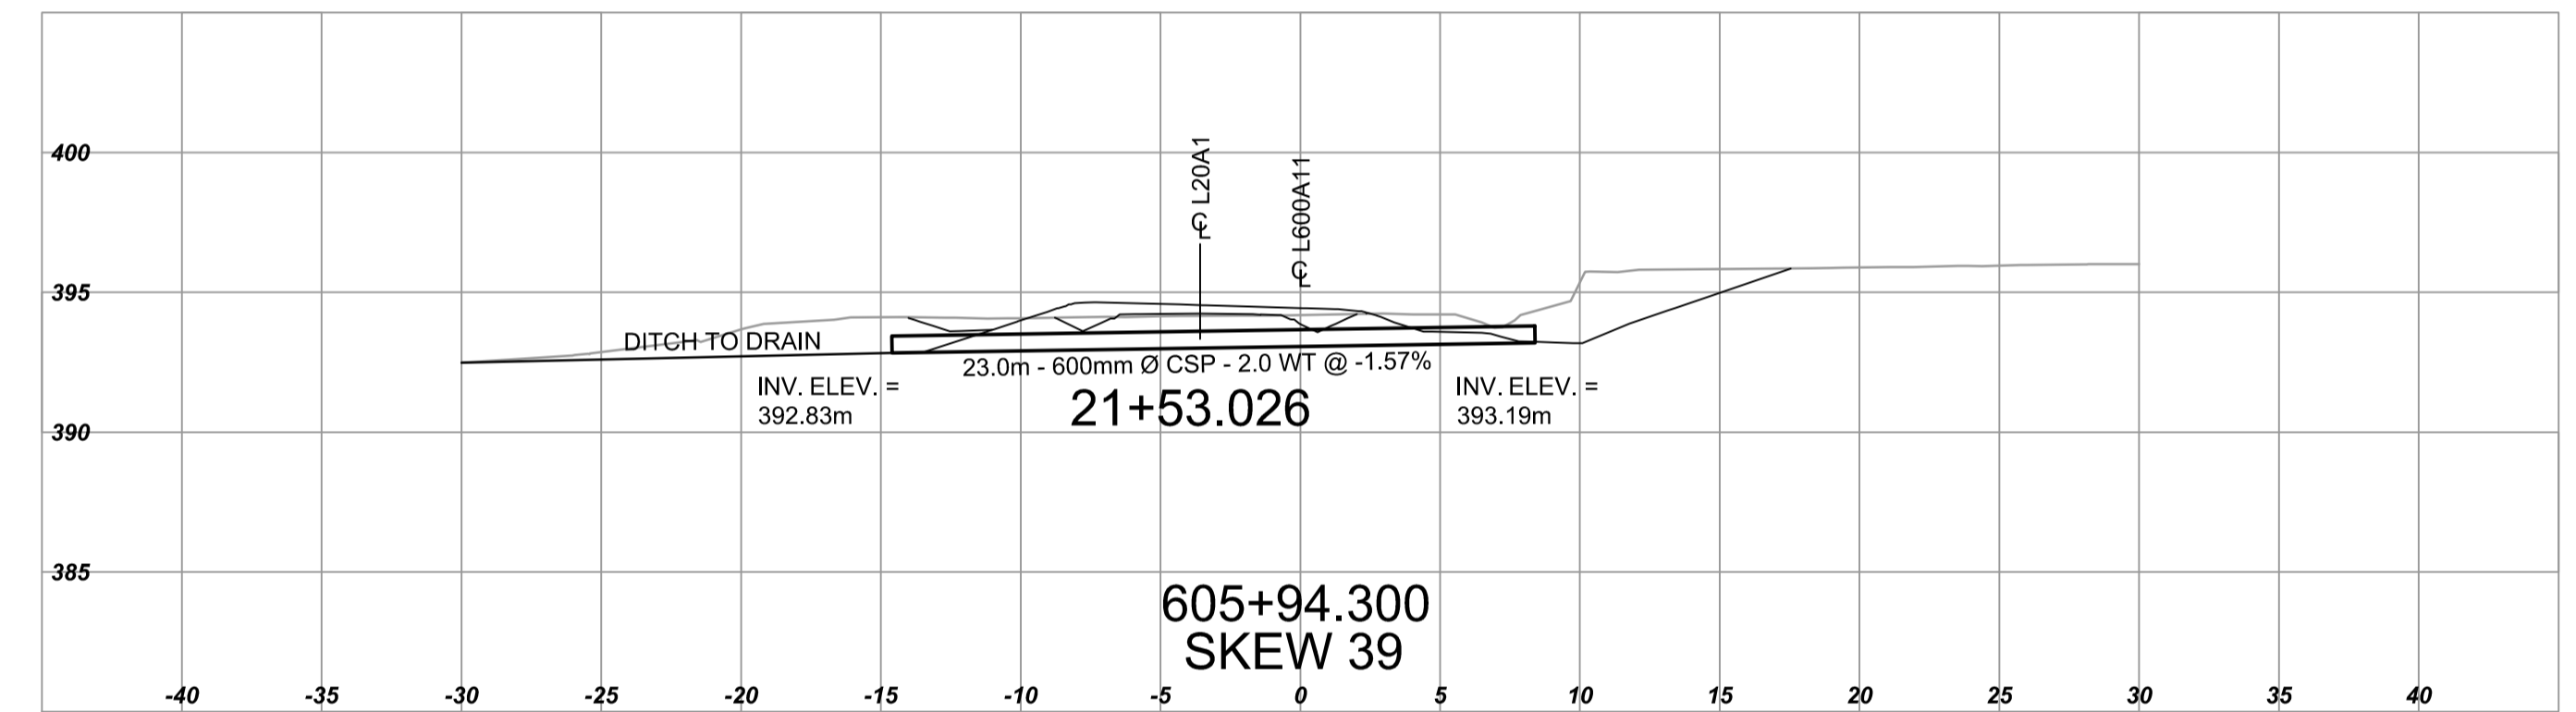 400
395
390
385
℄ L20A1
℄ L600A11
DITCH TO DRAIN
23.0m - 600mm Ø CSP - 2.0 WT @ -1.57%
INV. ELEV. =
392.83m
21+53.026
INV. ELEV. =
393.19m
605+94.300
SKEW 39
-40 -35 -30 -25 -20 -15 -10 -5 0 5 10 15 20 25 30 35 40